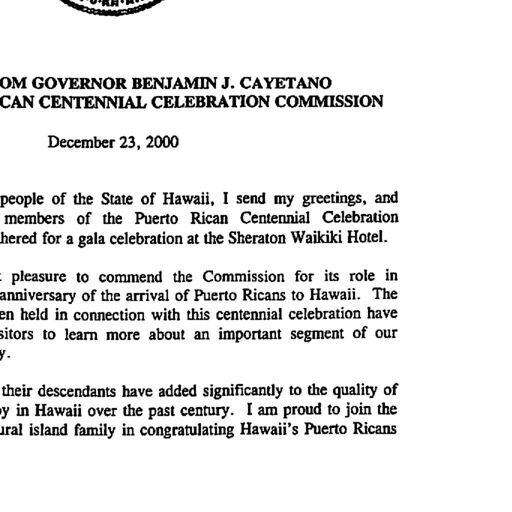 OM GOVERNOR BENJAMIN J. CAYETANO
CAN CENTENNIAL CELEBRATION COMMISSION
December 23, 2000
people of the State of Hawaii, I send my greetings, and
members of the Puerto Rican Centennial Celebration
hered for a gala celebration at the Sheraton Waikiki Hotel.
pleasure to commend the Commission for its role in
anniversary of the arrival of Puerto Ricans to Hawaii. The
en held in connection with this centennial celebration have
sitors to learn more about an important segment of our
y.
their descendants have added significantly to the quality of
oy in Hawaii over the past century. I am proud to join the
ural island family in congratulating Hawaii's Puerto Ricans